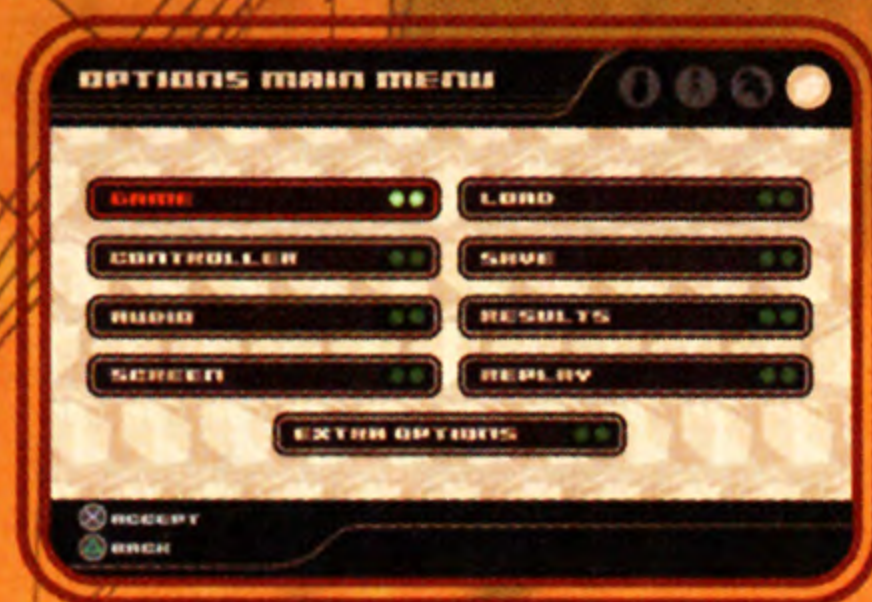 OPTIONS MAIN MENU
GAME
LOAD
CONTROLLER
SAVE
AUDIO
RESULTS
SCREEN
REPLAY
EXTRA OPTIONS
ACCEPT
BACK